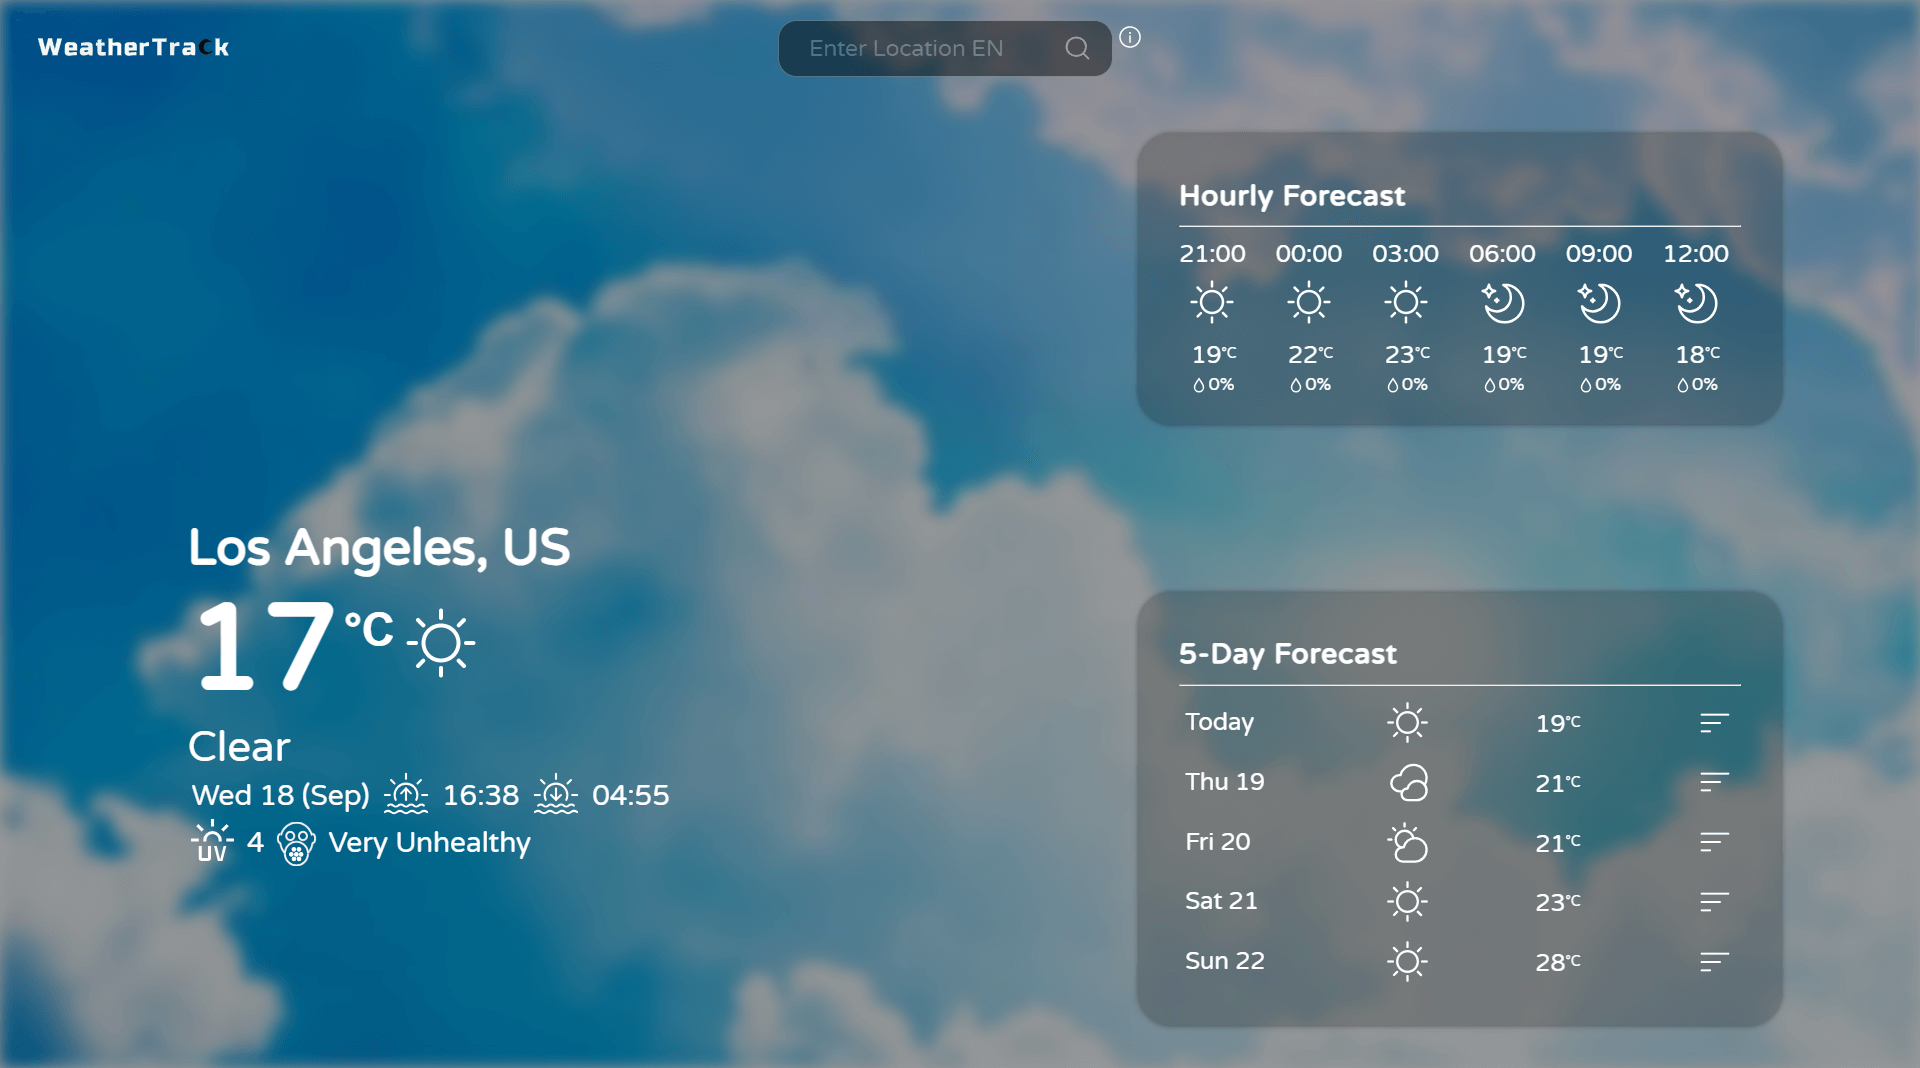 WeatherTrack
Enter Location EN
Hourly Forecast
21:00 00:00 03:00 06:00 09:00 12:00
19°C 22°C 23°C 19°C 19°C 18°C
0% 0% 0% 0% 0% 0%
Los Angeles, US
17°C
Clear
Wed 18 (Sep) 16:38 04:55
UV 4 Very Unhealthy
5-Day Forecast
Today 19°C
Thu 19 21°C
Fri 20 21°C
Sat 21 23°C
Sun 22 28°C